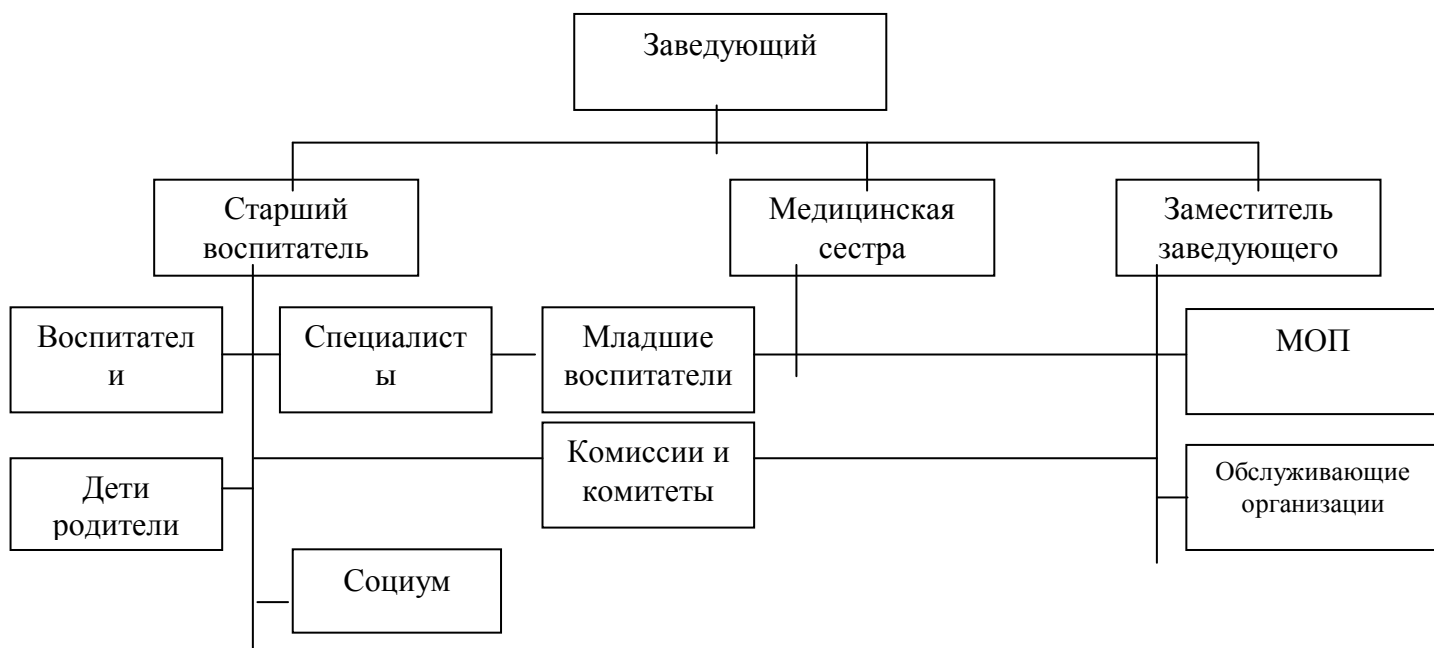 Заведующий
Старший
воспитатель
Медицинская
сестра
Заместитель
заведующего
Воспитател
и
Специалист
ы
Младшие
воспитатели
МОП
Дети
родители
Комиссии и
комитеты
Обслуживающие
организации
Социум